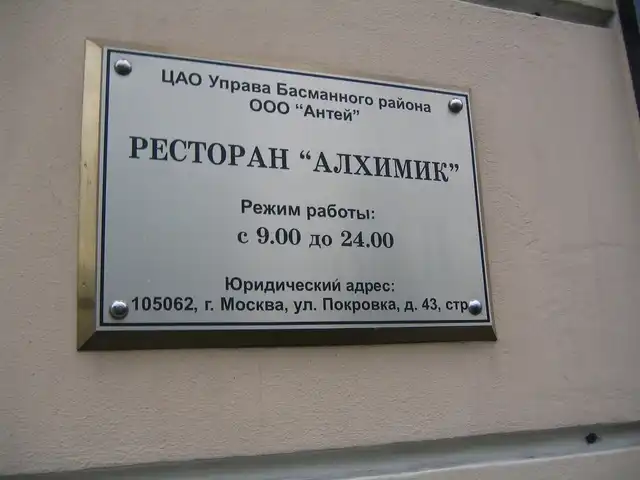 ЦАО Управа Басманного района
ООО “Антей”
РЕСТОРАН “АЛХИМИК”
Режим работы:
с 9.00 до 24.00
Юридический адрес:
105062, г. Москва, ул. Покровка, д. 43, стр